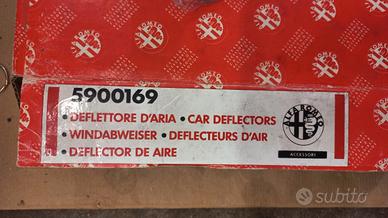 5900169
• DEFLETTORE D'ARIA • CAR DEFLECTORS
• WINDABWEISER • DEFLECTEURS D'AIR
• DEFLECTOR DE AIRE
ALFA ROMEO
ACCESSORI
subito